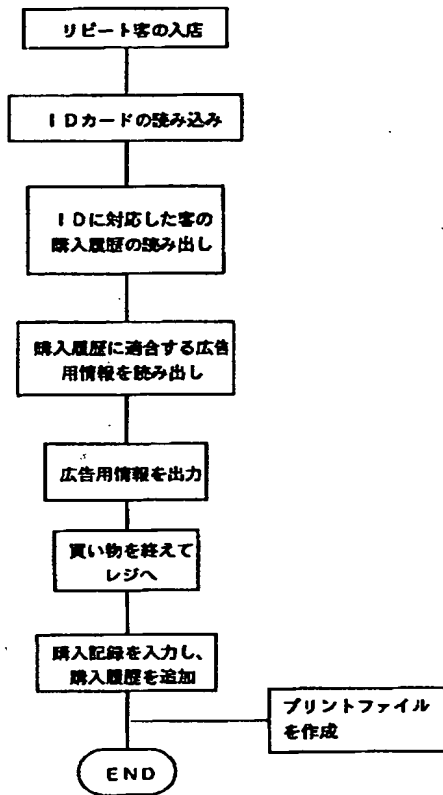 リピート客の入店
IDカードの読み込み
IDに対応した客の
購入履歴の読み出し
購入履歴に適合する広告
用情報を読み出し
広告用情報を出力
買い物を終えて
レジへ
購入記録を入力し、
購入履歴を追加
プリントファイル
を作成
END